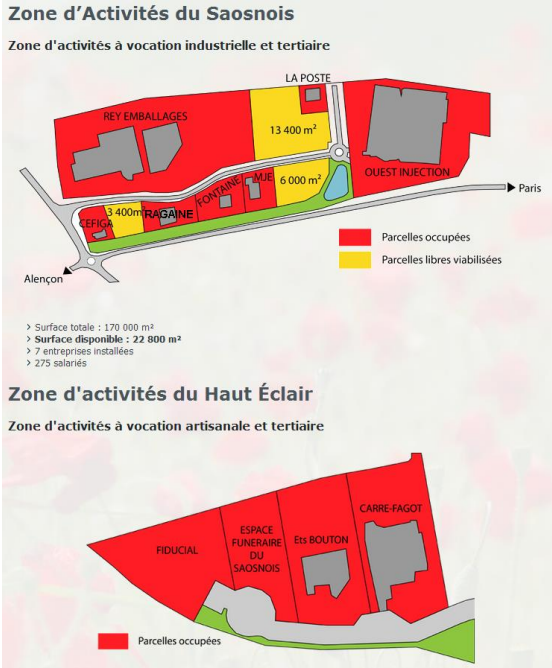 Zone d’Activités du Saosnois
Zone d'activités à vocation industrielle et tertiaire
LA POSTE
REY EMBALLAGES
13 400 m²
OUEST INJECTION
FONTAINE
MJE
6 000 m²
3 400m²
RAGAINE
CEFIGA
Paris
Alençon
Parcelles occupées
Parcelles libres viabilisées
> Surface totale : 170 000 m²
> Surface disponible : 22 800 m²
> 7 entreprises installées
> 275 salariés
Zone d'activités du Haut Éclair
Zone d'activités à vocation artisanale et tertiaire
CARRE-FAGOT
ESPACE
FUNERAIRE
DU
SAOSNOIS
Ets BOUTON
FIDUCIAL
Parcelles occupées